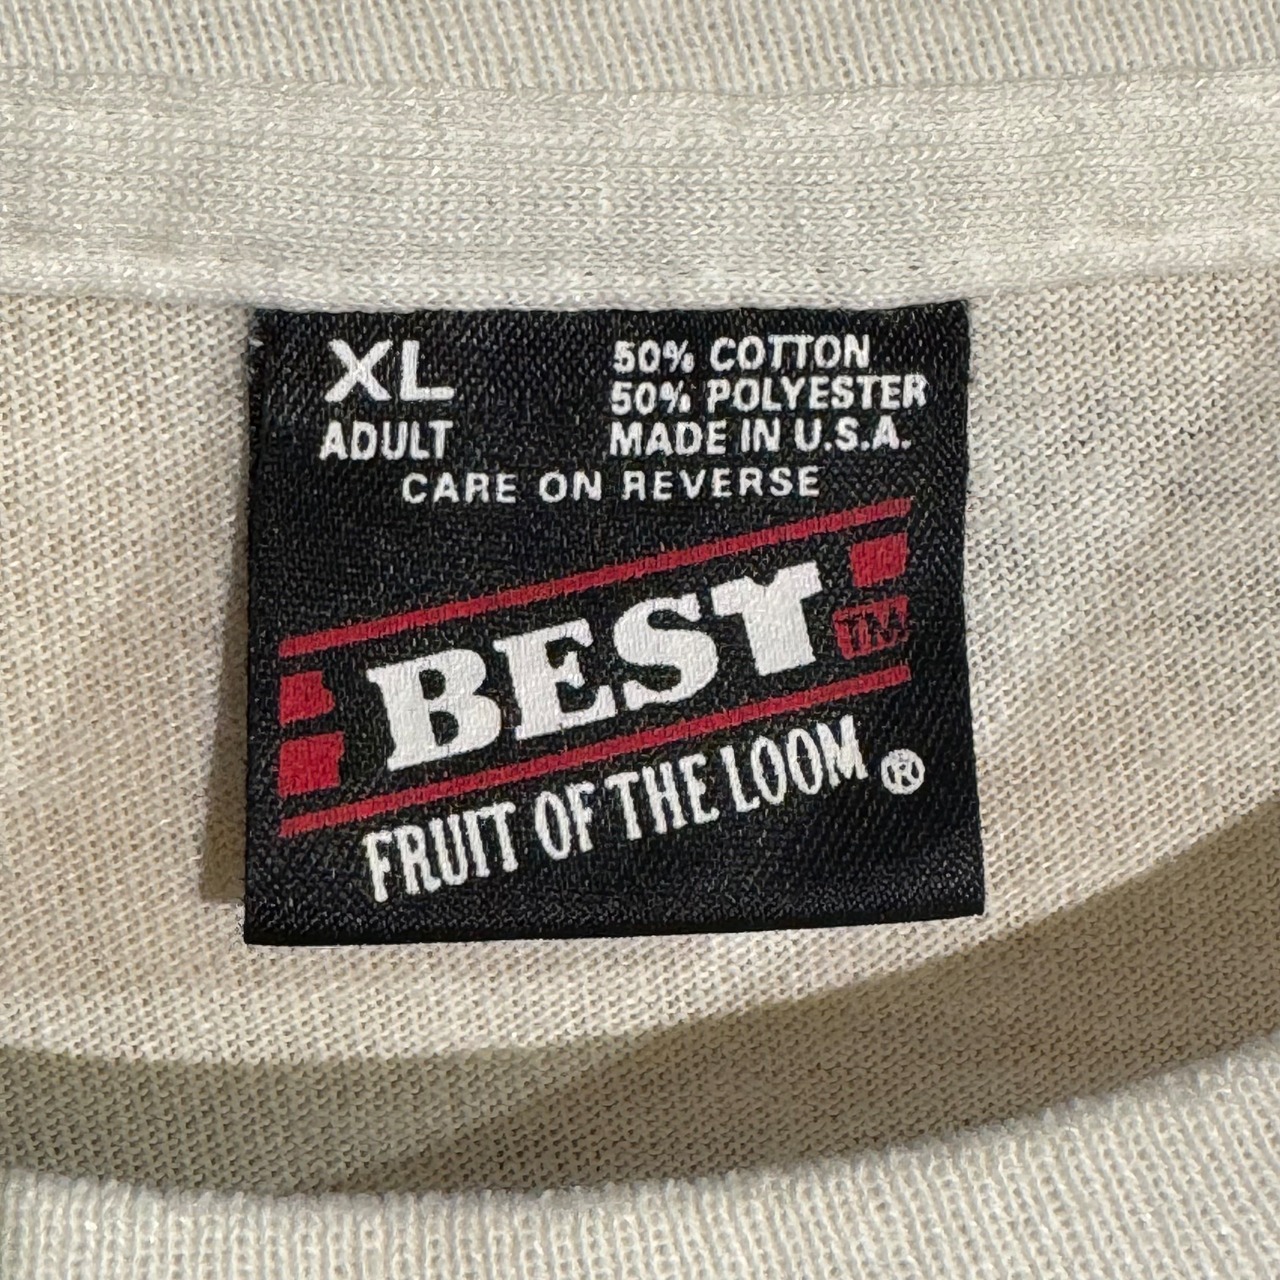 XL
ADULT
50% COTTON
50% POLYESTER
MADE IN U.S.A.
CARE ON REVERSE
BEST
TM
FRUIT OF THE LOOM ®